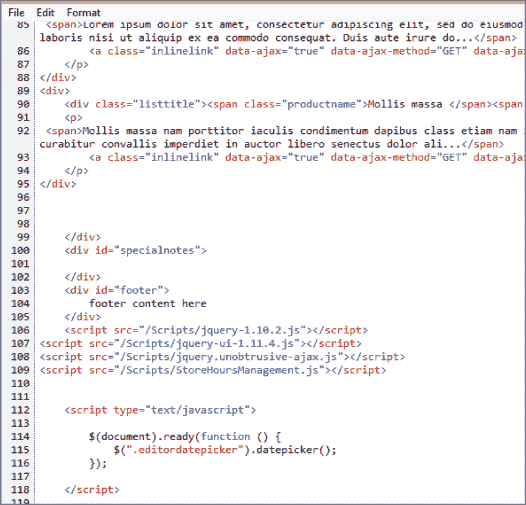 File Edit Format
85 <span>Lorem ipsum dolor sit amet, consectetur adipiscing elit, sed do eiusmod
laboris nisi ut aliquip ex ea commodo consequat. Duis aute irure do...</span>
86 <a class="inlinelink" data-ajax="true" data-ajax-method="GET" data-aja
87 </p>
88 </div>
89 <div>
90 <div class="listtitle"><span class="productname">Mollis massa </span><span
91 <p>
92 <span>Mollis massa nam porttitor iaculis condimentum dapibus class etiam nam
curabitur convallis imperdiet in auctor libero senectus dolor ali...</span>
93 <a class="inlinelink" data-ajax="true" data-ajax-method="GET" data-aja
94 </p>
95 </div>
96
97
98
99 </div>
100 <div id="specialnotes">
101
102 </div>
103 <div id="footer">
104 footer content here
105 </div>
106 <script src="/Scripts/jquery-1.10.2.js"></script>
107 <script src="/Scripts/jquery-ui-1.11.4.js"></script>
108 <script src="/Scripts/jquery.unobtrusive-ajax.js"></script>
109 <script src="/Scripts/StoreHoursManagement.js"></script>
110
111
112 <script type="text/javascript">
113
114 $(document).ready(function () {
115 $(".editordatepicker").datepicker();
116 });
117
118 </script>
119